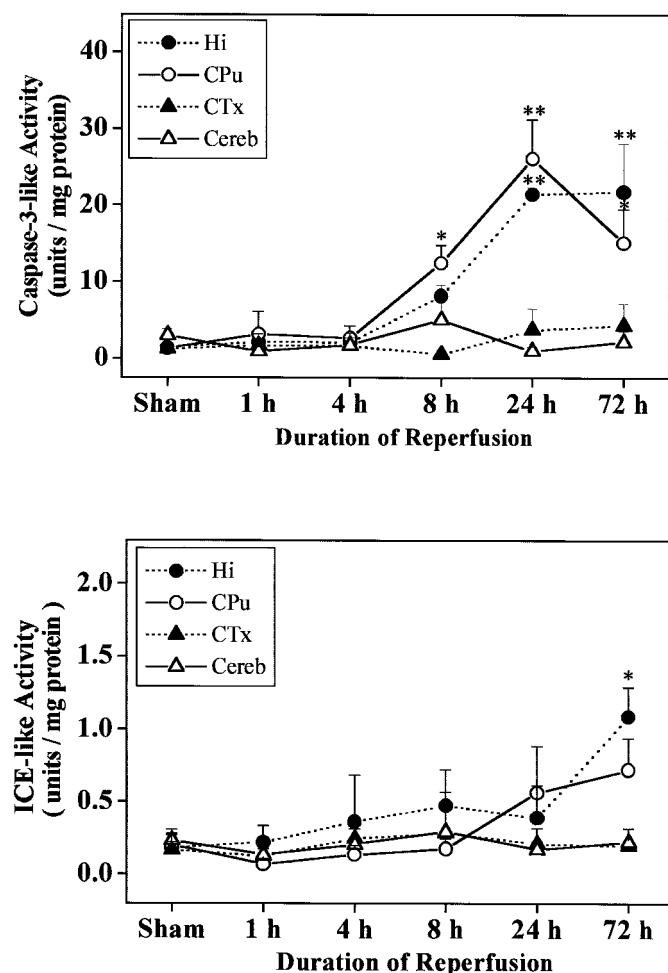 40
30
20
10
0
Caspase-3-like Activity
(units / mg protein)
Hi
CPu
CTx
Cereb
*
**
**
**
*
Sham 1 h 4 h 8 h 24 h 72 h
Duration of Reperfusion
2.0
1.5
1.0
0.5
0.0
ICE-like Activity
( units / mg protein )
Hi
CPu
CTx
Cereb
*
Sham 1 h 4 h 8 h 24 h 72 h
Duration of Reperfusion